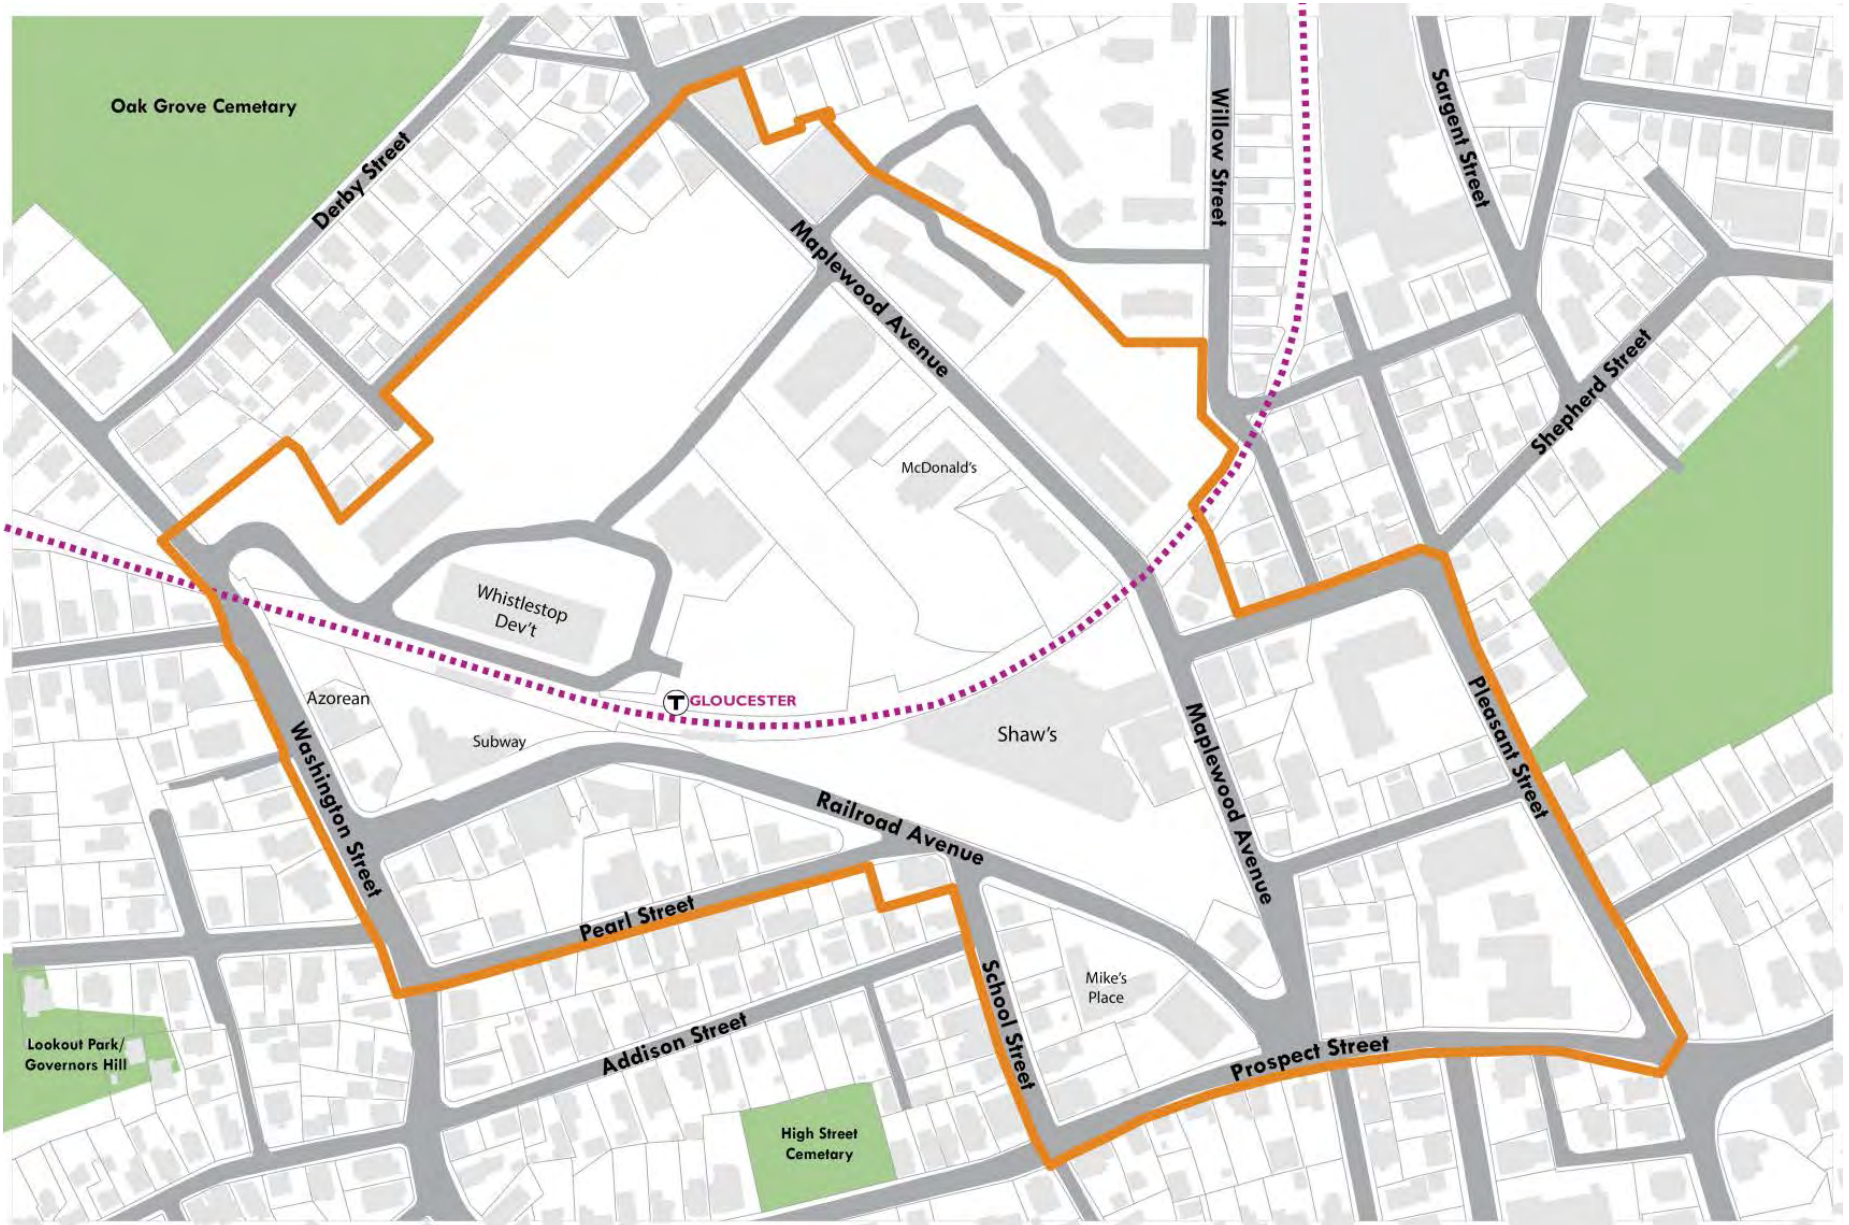 Oak Grove Cemetary
Derby Street
Willow Street
Sargent Street
Maplewood Avenue
Shepherd Street
McDonald's
Whistlestop
Dev't
Azorean
T GLOUCESTER
Subway
Shaw's
Washington Street
Railroad Avenue
Maplewood Avenue
Pleasant Street
Pearl Street
School Street
Mike's
Place
Addison Street
Prospect Street
Lookout Park/
Governors Hill
High Street
Cemetary